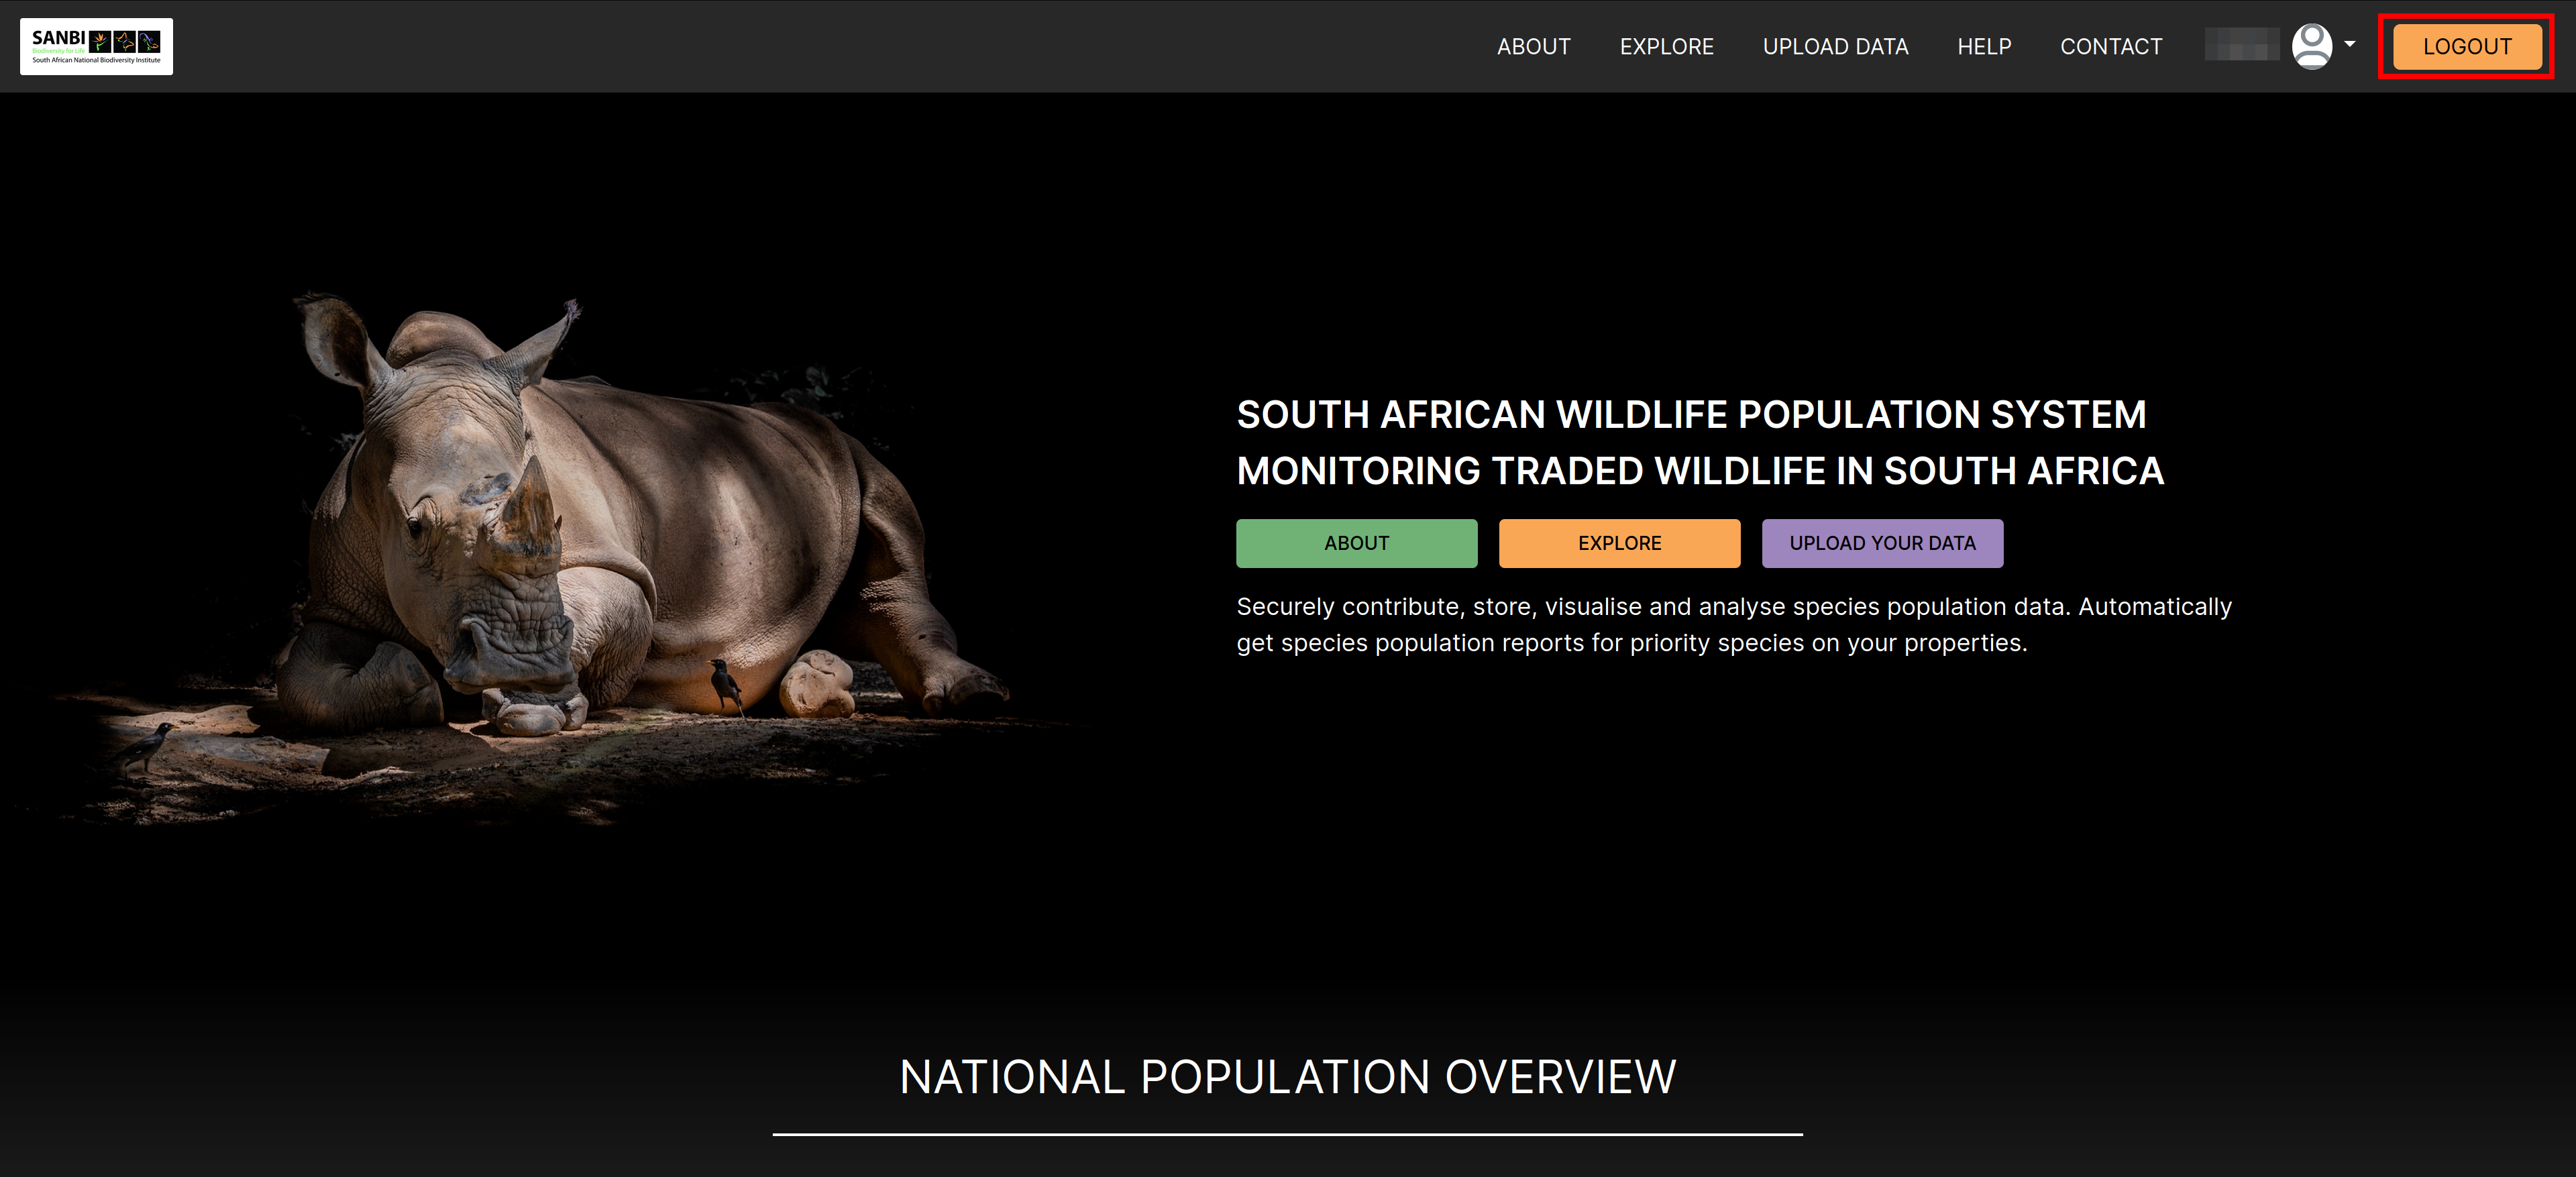 SANBI
Biodiversity for Life
South African National Biodiversity Institute
ABOUT
EXPLORE
UPLOAD DATA
HELP
CONTACT
LOGOUT
SOUTH AFRICAN WILDLIFE POPULATION SYSTEM
MONITORING TRADED WILDLIFE IN SOUTH AFRICA
ABOUT
EXPLORE
UPLOAD YOUR DATA
Securely contribute, store, visualise and analyse species population data. Automatically
get species population reports for priority species on your properties.
NATIONAL POPULATION OVERVIEW